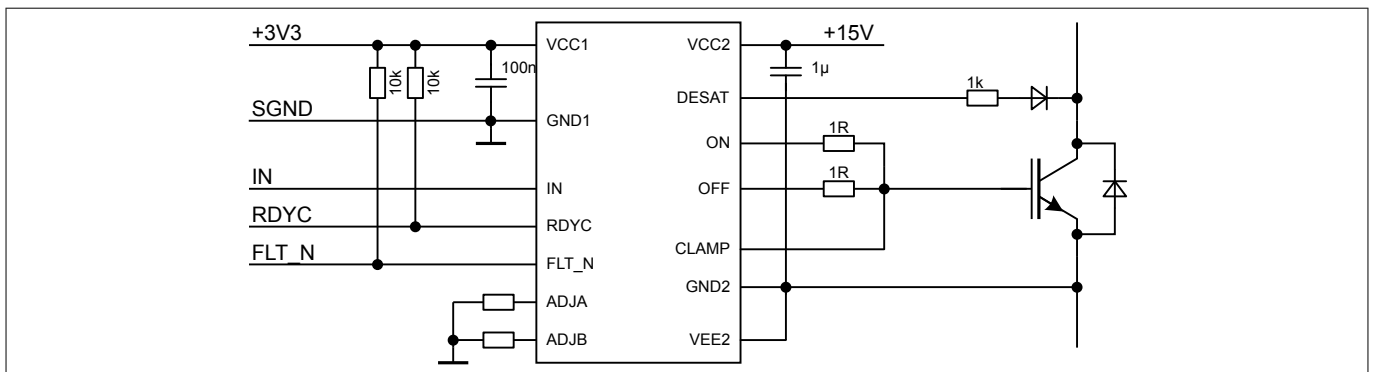 +3V3
SGND
IN
RDYC
FLT_N
10k
10k
100n
VCC1
GND1
IN
RDYC
FLT_N
ADJA
ADJB
VCC2
DESAT
ON
OFF
CLAMP
GND2
VEE2
+15V
1µ
1k
1R
1R